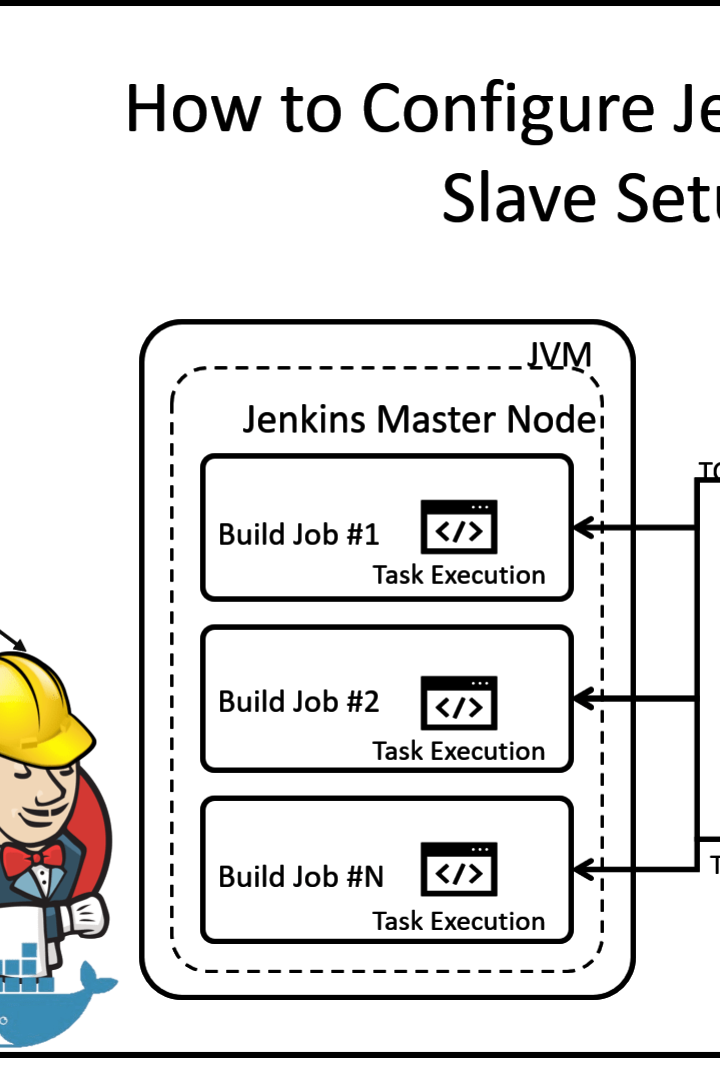 How to Configure Je
Slave Setu
JVM
Jenkins Master Node
Build Job #1
</>
Task Execution
Build Job #2
</>
Task Execution
Build Job #N
</>
Task Execution